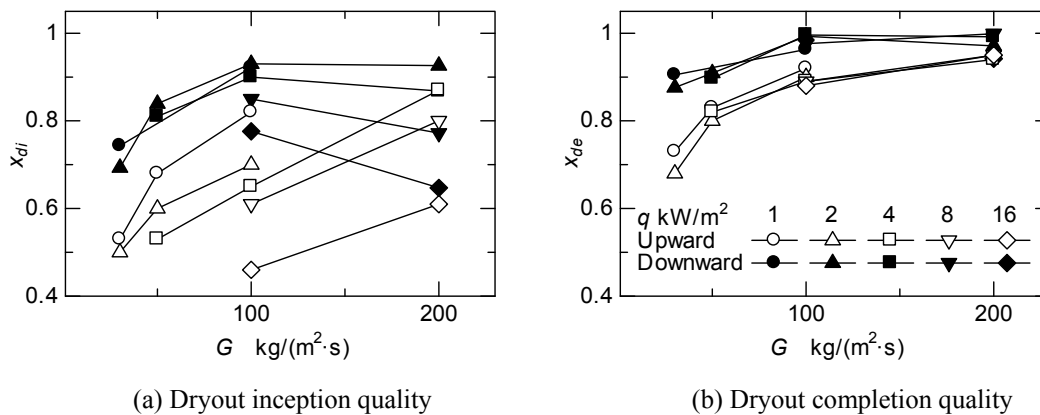 1
0.8
0.6
0.4
x_di
100
200
G kg/(m²·s)
(a) Dryout inception quality
1
0.8
0.6
0.4
x_de
q kW/m² 1 2 4 8 16
Upward
Downward
100
200
G kg/(m²·s)
(b) Dryout completion quality